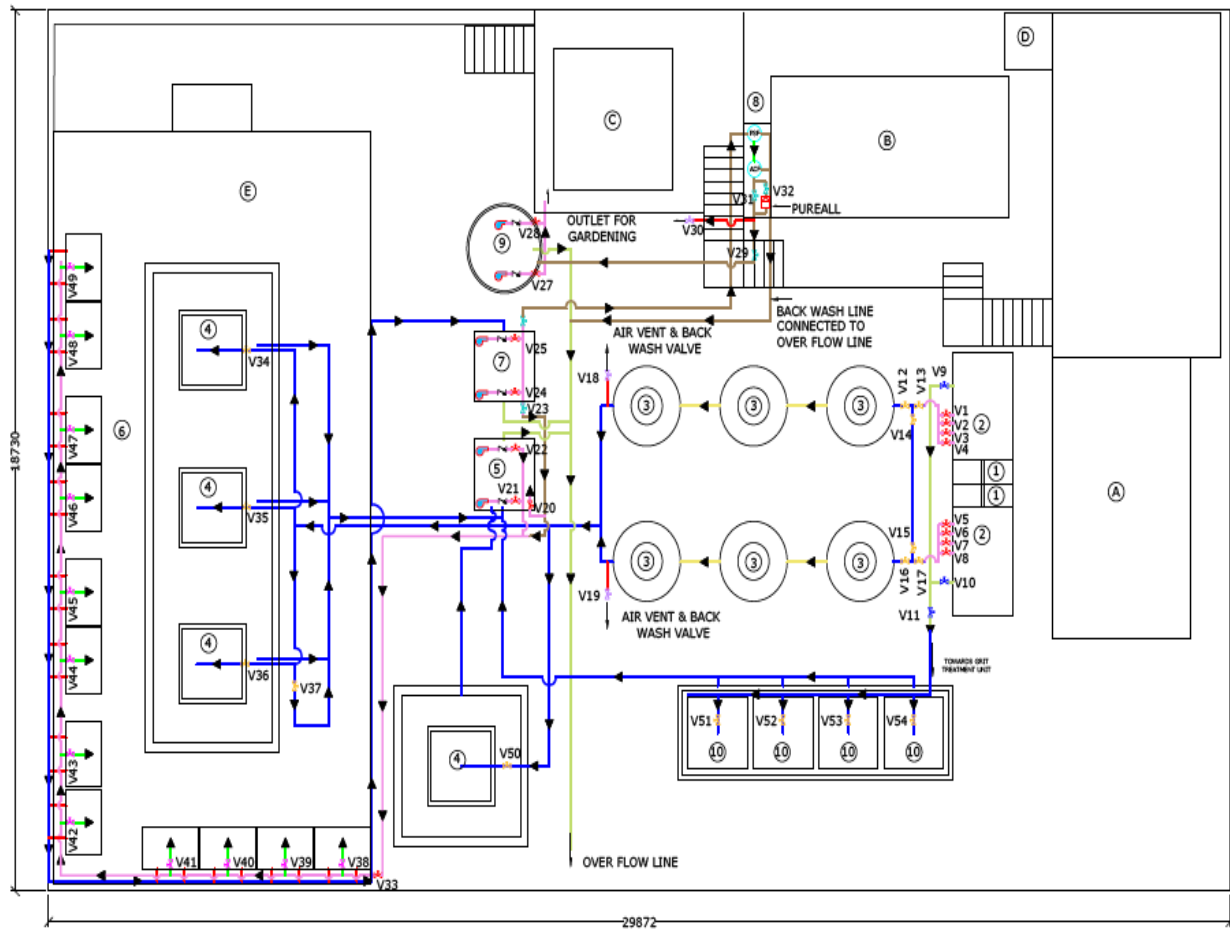 D
8
C
B
PSF
ACF
E
V31
V32
PUREALL
9
V28
OUTLET FOR
GARDENING
V30
V29
V27
V49
BACK WASH LINE
CONNECTED TO
OVER FLOW LINE
4
V48
V34
V25
7
AIR VENT & BACK
WASH VALVE
V18
V12
V13
V9
V24
V23
3
3
3
V14
V1
V2
V3
V4
2
6
V47
V22
5
V21
V20
1
1
A
18730
4
V46
V35
V5
V6
V7
V8
2
V15
3
3
3
V16
V17
V10
V19
V11
AIR VENT & BACK
WASH VALVE
V45
4
V44
V36
V37
TOWARDS GRIT
TREATMENT UNIT
V51
V52
V53
V54
V43
4
V50
10
10
10
10
V42
V41
V40
V39
V38
V33
OVER FLOW LINE
29872